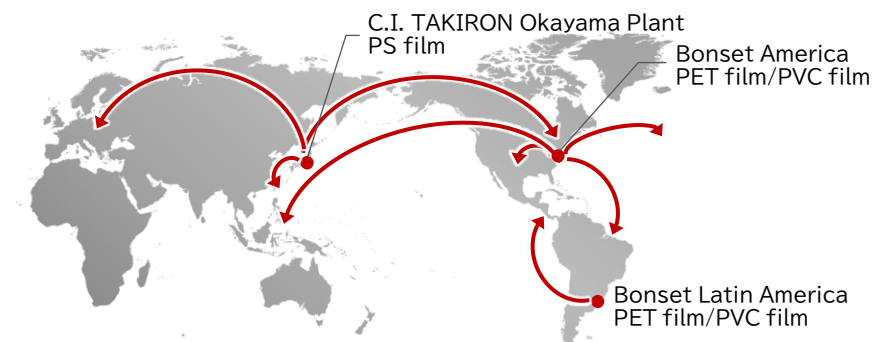 C.I. TAKIRON Okayama Plant
PS film
Bonset America
PET film/PVC film
Bonset Latin America
PET film/PVC film